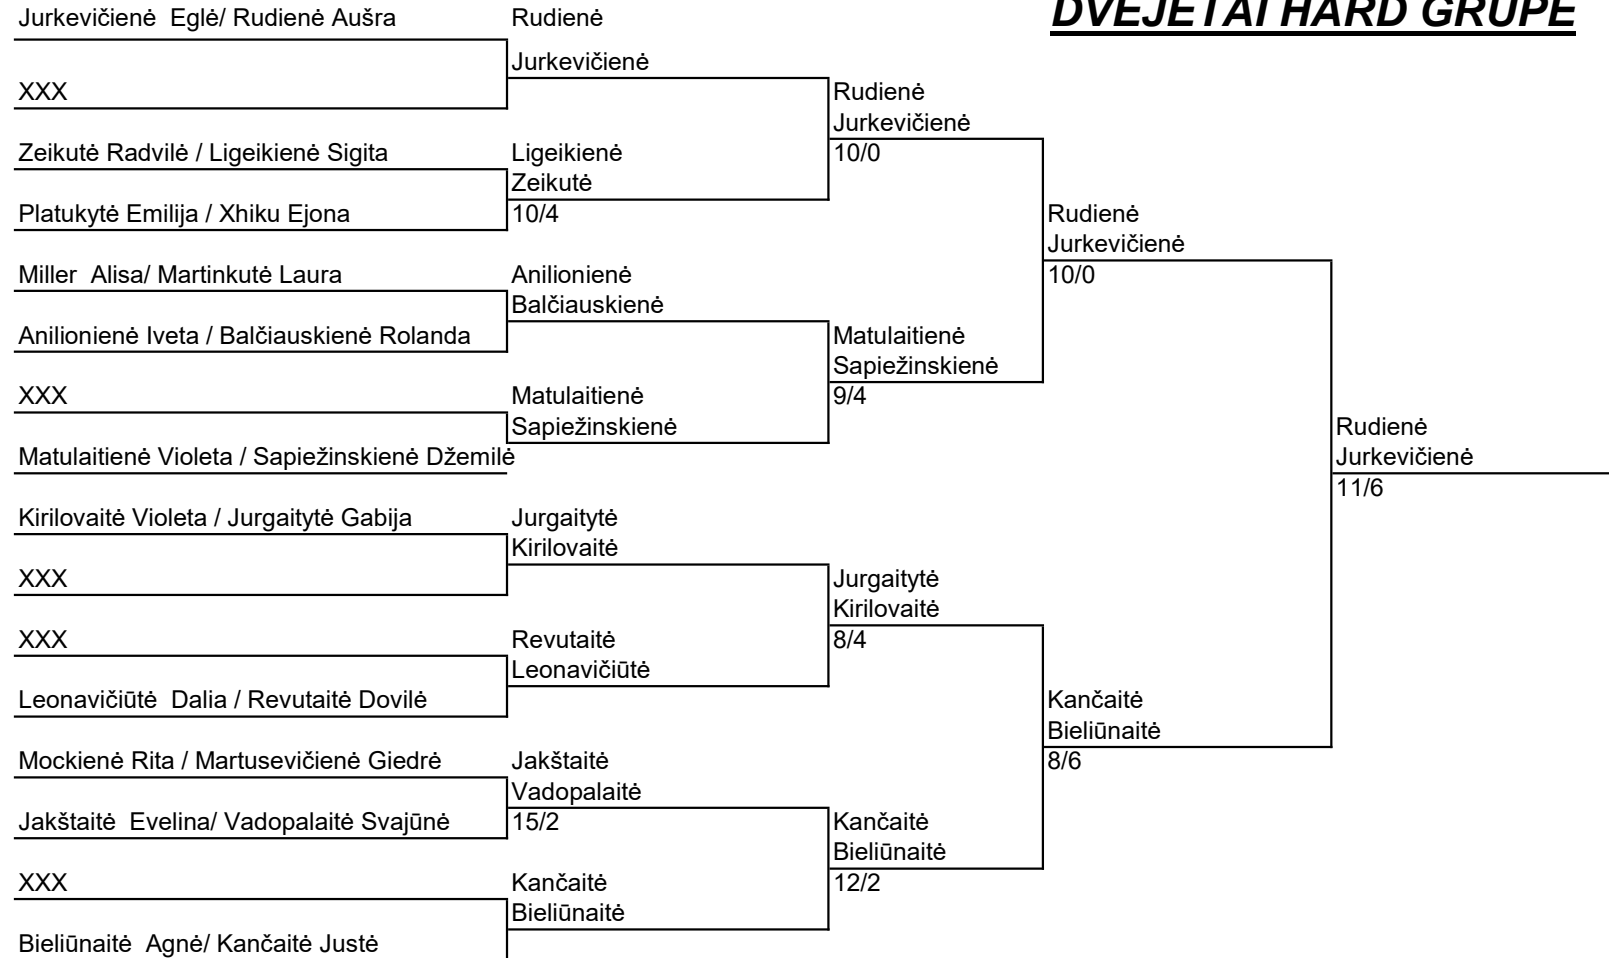 DVEJETAI HARD GRUPĖ
Jurkevičienė  Eglė/ Rudienė Aušra
XXX
Zeikutė Radvilė / Ligeikienė Sigita
Platukytė Emilija / Xhiku Ejona
Miller  Alisa/ Martinkutė Laura
Anilionienė Iveta / Balčiauskienė Rolanda
XXX
Matulaitienė Violeta / Sapiežinskienė Džemilė
Kirilovaitė Violeta / Jurgaitytė Gabija
XXX
XXX
Leonavičiūtė  Dalia / Revutaitė Dovilė
Mockienė Rita / Martusevičienė Giedrė
Jakštaitė  Evelina/ Vadopalaitė Svajūnė
XXX
Bieliūnaitė  Agnė/ Kančaitė Justė
Rudienė
Jurkevičienė
Ligeikienė
Zeikutė
10/4
Anilionienė
Balčiauskienė
Matulaitienė
Sapiežinskienė
Jurgaitytė
Kirilovaitė
Revutaitė
Leonavičiūtė
Jakštaitė
Vadopalaitė
15/2
Kančaitė
Bieliūnaitė
Rudienė
Jurkevičienė
10/0
Matulaitienė
Sapiežinskienė
9/4
Jurgaitytė
Kirilovaitė
8/4
Kančaitė
Bieliūnaitė
12/2
Rudienė
Jurkevičienė
10/0
Kančaitė
Bieliūnaitė
8/6
Rudienė
Jurkevičienė
11/6